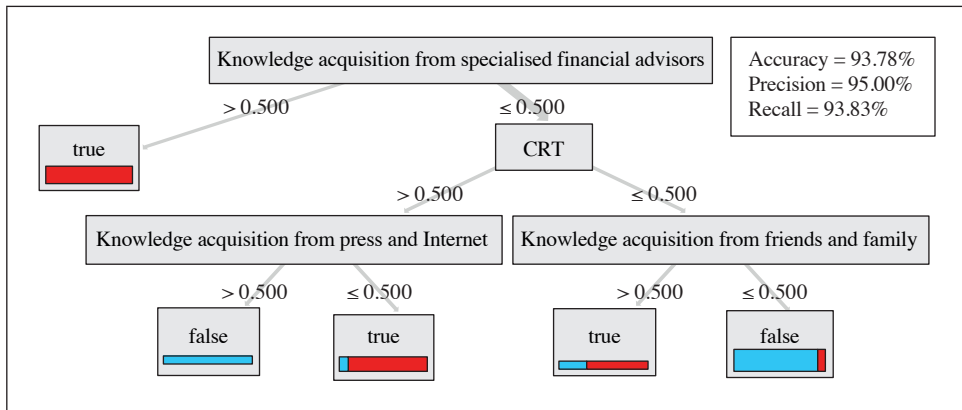 Knowledge acquisition from specialised financial advisors
Accuracy = 93.78%
Precision = 95.00%
Recall = 93.83%
> 0.500
≤ 0.500
true
CRT
> 0.500
≤ 0.500
Knowledge acquisition from press and Internet
Knowledge acquisition from friends and family
> 0.500
≤ 0.500
> 0.500
≤ 0.500
false
true
true
false